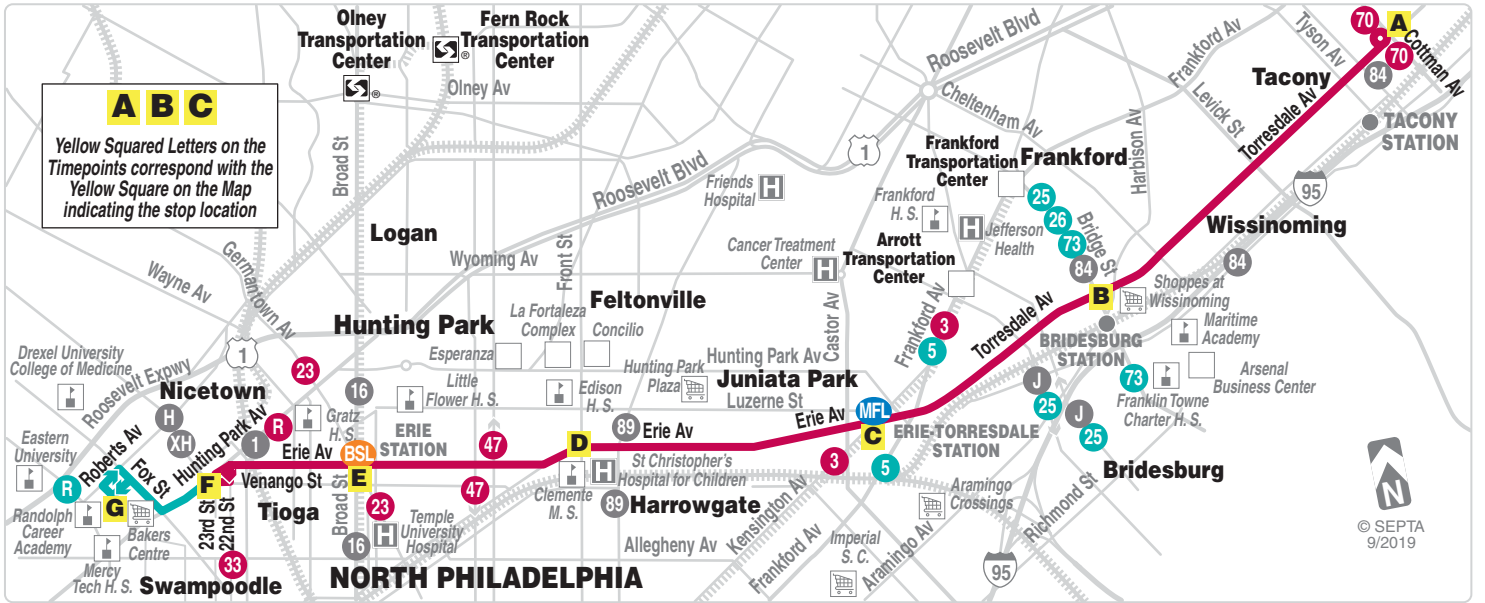 Olney
Transportation
Center
Fern Rock
Transportation
Center
®
®
Olney Av
A B C
Yellow Squared Letters on the
Timepoints correspond with the
Yellow Square on the Map
indicating the stop location
Broad St
Roosevelt Blvd
Frankford Av
Tyson Av
70
A
Cottman Av
70
84
Tacony
TACONY
STATION
Levick St
Torresdale Av
Cheltenham Av
Harbison Av
1
Roosevelt Blvd
Friends
Hospital
H
Frankford
Transportation
Center
Frankford
Frankford
H. S.
H
Jefferson
Health
25
26
73
84
Bridge St
95
Wissinoming
84
Logan
Germantown Av
Wayne Av
Wyoming Av
Front St
Cancer Treatment
Center
H
Arrott
Transportation
Center
B
Shoppes at
Wissinoming
Maritime
Academy
BRIDESBURG
STATION
Torresdale Av
Feltonville
La Fortaleza
Complex
Concilio
Hunting Park
Esperanza
Castor Av
Frankford Av
3
5
1
Drexel University
College of Medicine
Roosevelt Expwy
Nicetown
23
16
Little
Flower H. S.
Edison
H. S.
Hunting Park
Plaza
Hunting Park Av
Juniata Park
Luzerne St
J
25
J
25
73
Franklin Towne
Charter H. S.
Arsenal
Business Center
H
XH
1
R
Hunting Park Av
Gratz
H. S.
Eastern
University
Roberts Av
Fox St
R
G
F
Erie Av
BSL
E
ERIE
STATION
47
47
D
89
Erie Av
Erie Av
MFL
C
ERIE-TORRESDALE
STATION
3
5
Bridesburg
Venango St
Tioga
23rd St
22nd St
Broad St
23
16
H
Temple
University
Hospital
Clemente
M. S.
H
St Christopher's
Hospital for Children
89
Harrowgate
Randolph
Career
Academy
Bakers
Centre
Mercy
Tech H. S.
Swampoodle
33
NORTH PHILADELPHIA
Allegheny Av
Kensington Av
Frankford Av
Imperial
S. C.
Aramingo Av
Aramingo
Crossings
Richmond St
95
N
© SEPTA
9/2019